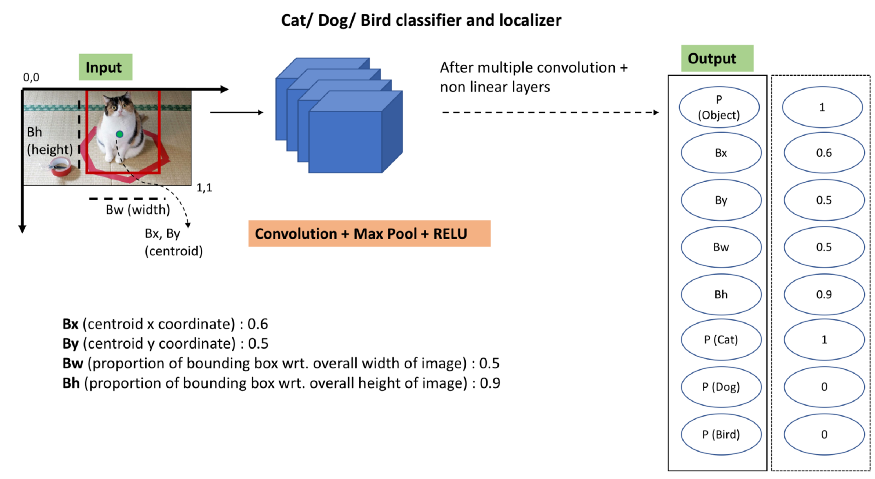 Cat/ Dog/ Bird classifier and localizer
Input
Output
0,0
Bh
(height)
1,1
Bw (width)
Bx, By
(centroid)
After multiple convolution +
non linear layers
Convolution + Max Pool + RELU
Bx (centroid x coordinate) : 0.6
By (centroid y coordinate) : 0.5
Bw (proportion of bounding box wrt. overall width of image) : 0.5
Bh (proportion of bounding box wrt. overall height of image) : 0.9
P
(Object)
1
Bx
0.6
By
0.5
Bw
0.5
Bh
0.9
P (Cat)
1
P (Dog)
0
P (Bird)
0